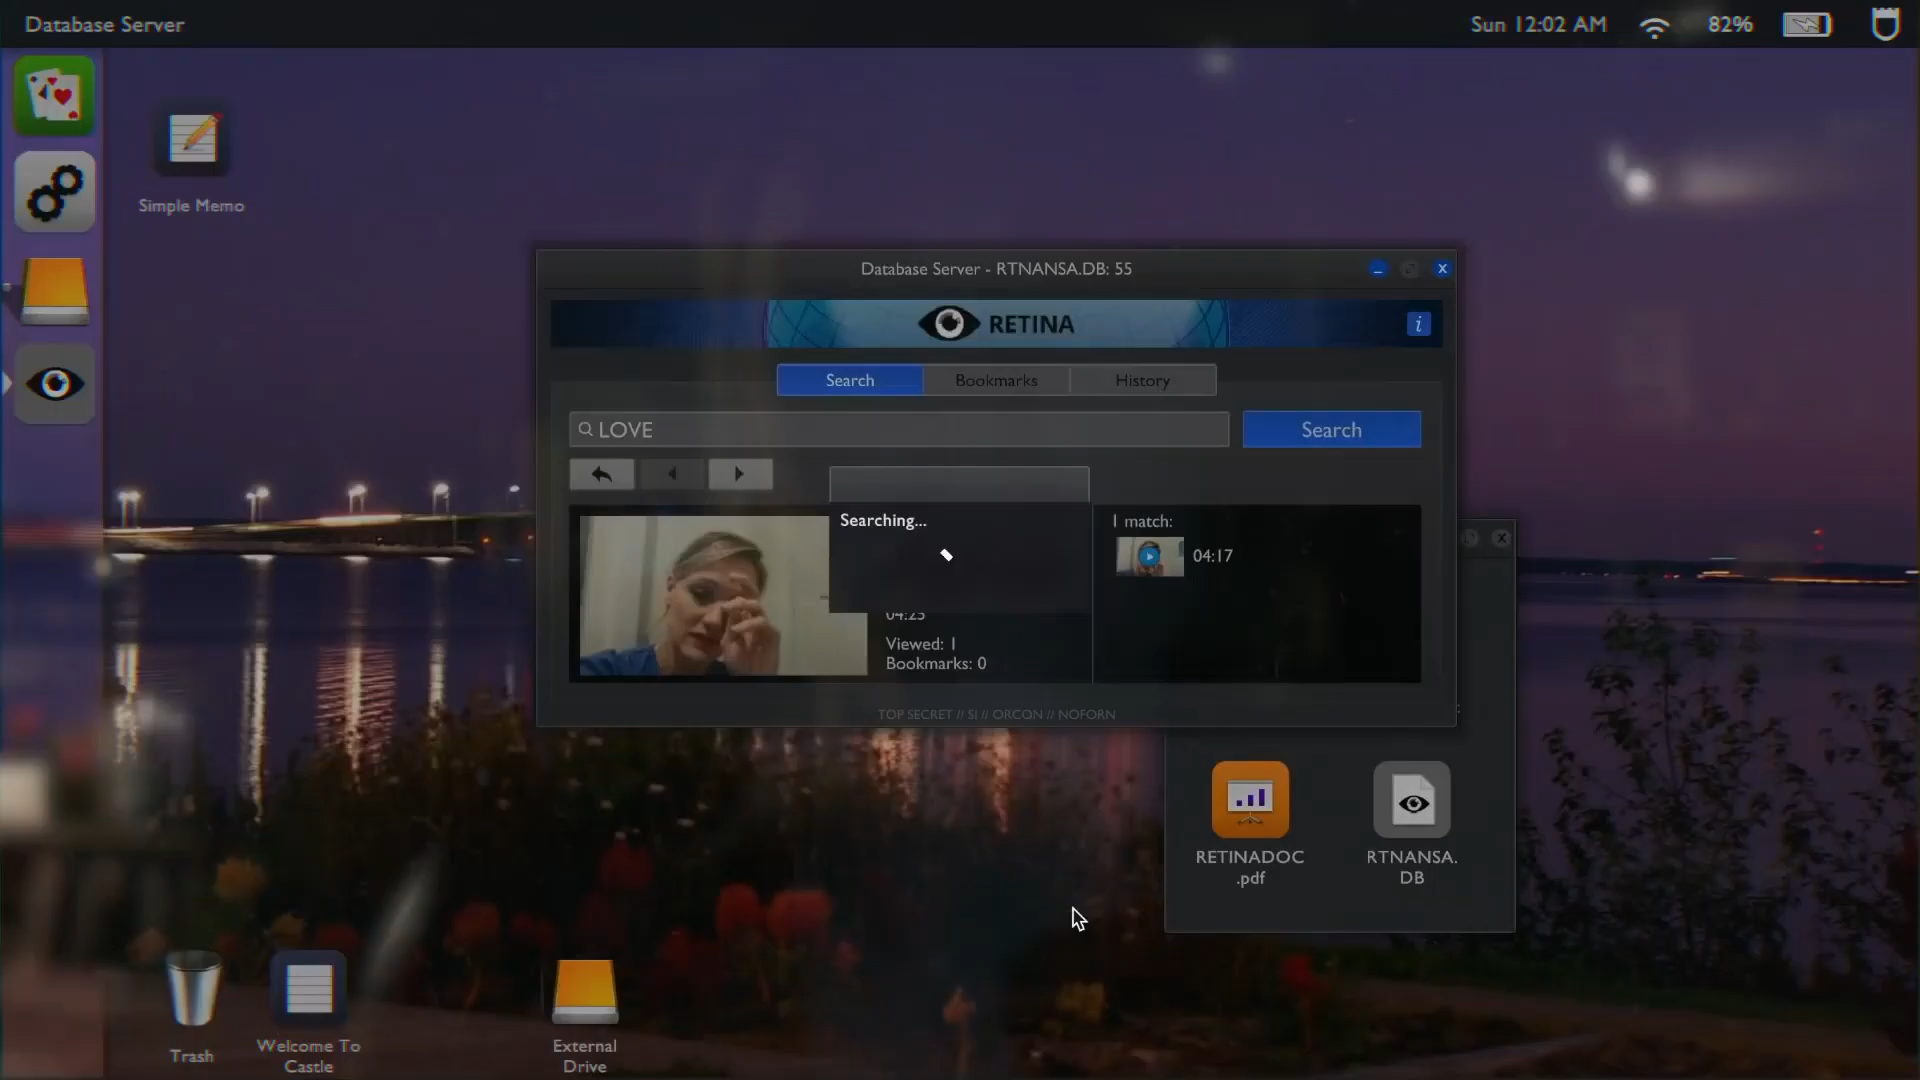 Database Server
Sun 12:02 AM
82%
Simple Memo
Database Server - RTNANSA.DB: 55
RETINA
i
Search
Bookmarks
History
LOVE
Search
Searching...
1 match:
04:17
04:25
Viewed: 1
Bookmarks: 0
TOP SECRET // SI // ORCON // NOFORN
RETINADOC
.pdf
RTNANSA.
DB
Trash
Welcome To
Castle
External
Drive